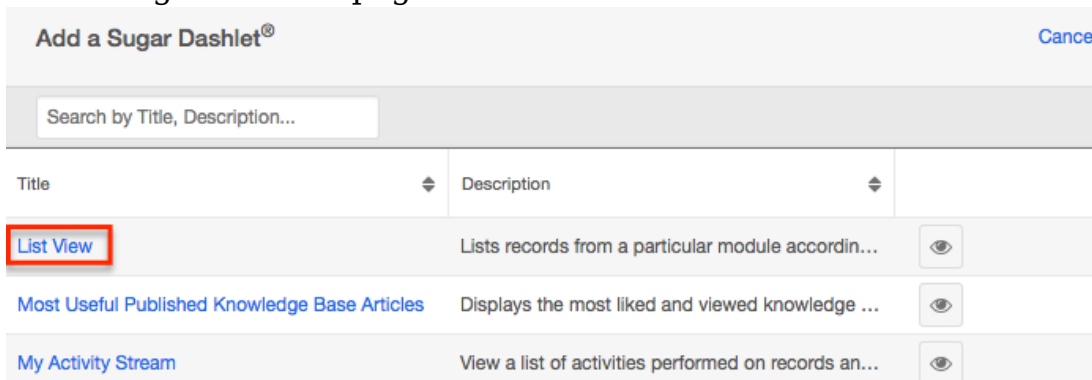 Add a Sugar Dashlet®
Cance
Search by Title, Description...
Title
Description
List View
Lists records from a particular module accordin...
Most Useful Published Knowledge Base Articles
Displays the most liked and viewed knowledge ...
My Activity Stream
View a list of activities performed on records an...